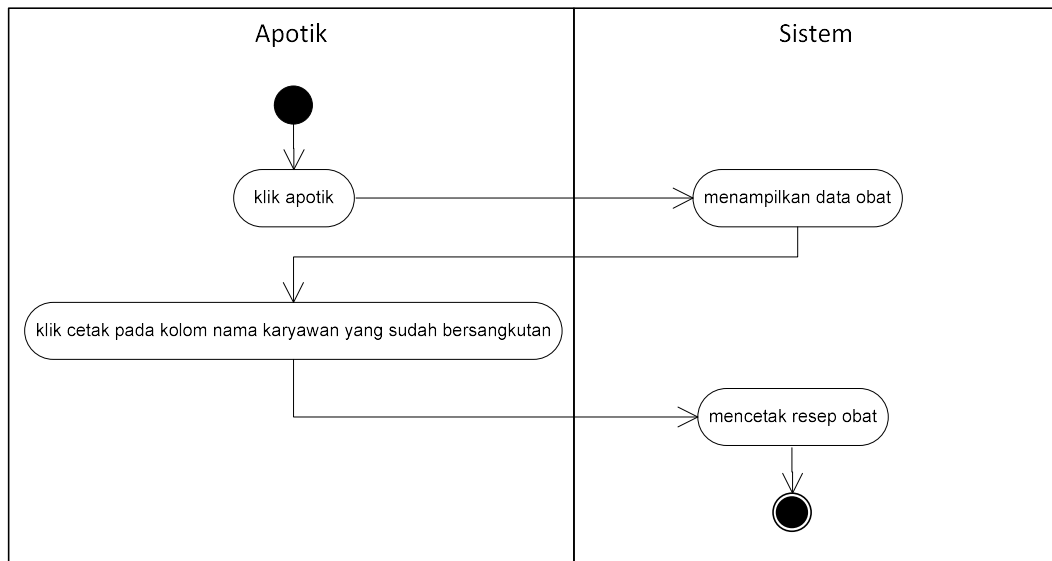 Apotik
Sistem
klik apotik
menampilkan data obat
klik cetak pada kolom nama karyawan yang sudah bersangkutan
mencetak resep obat